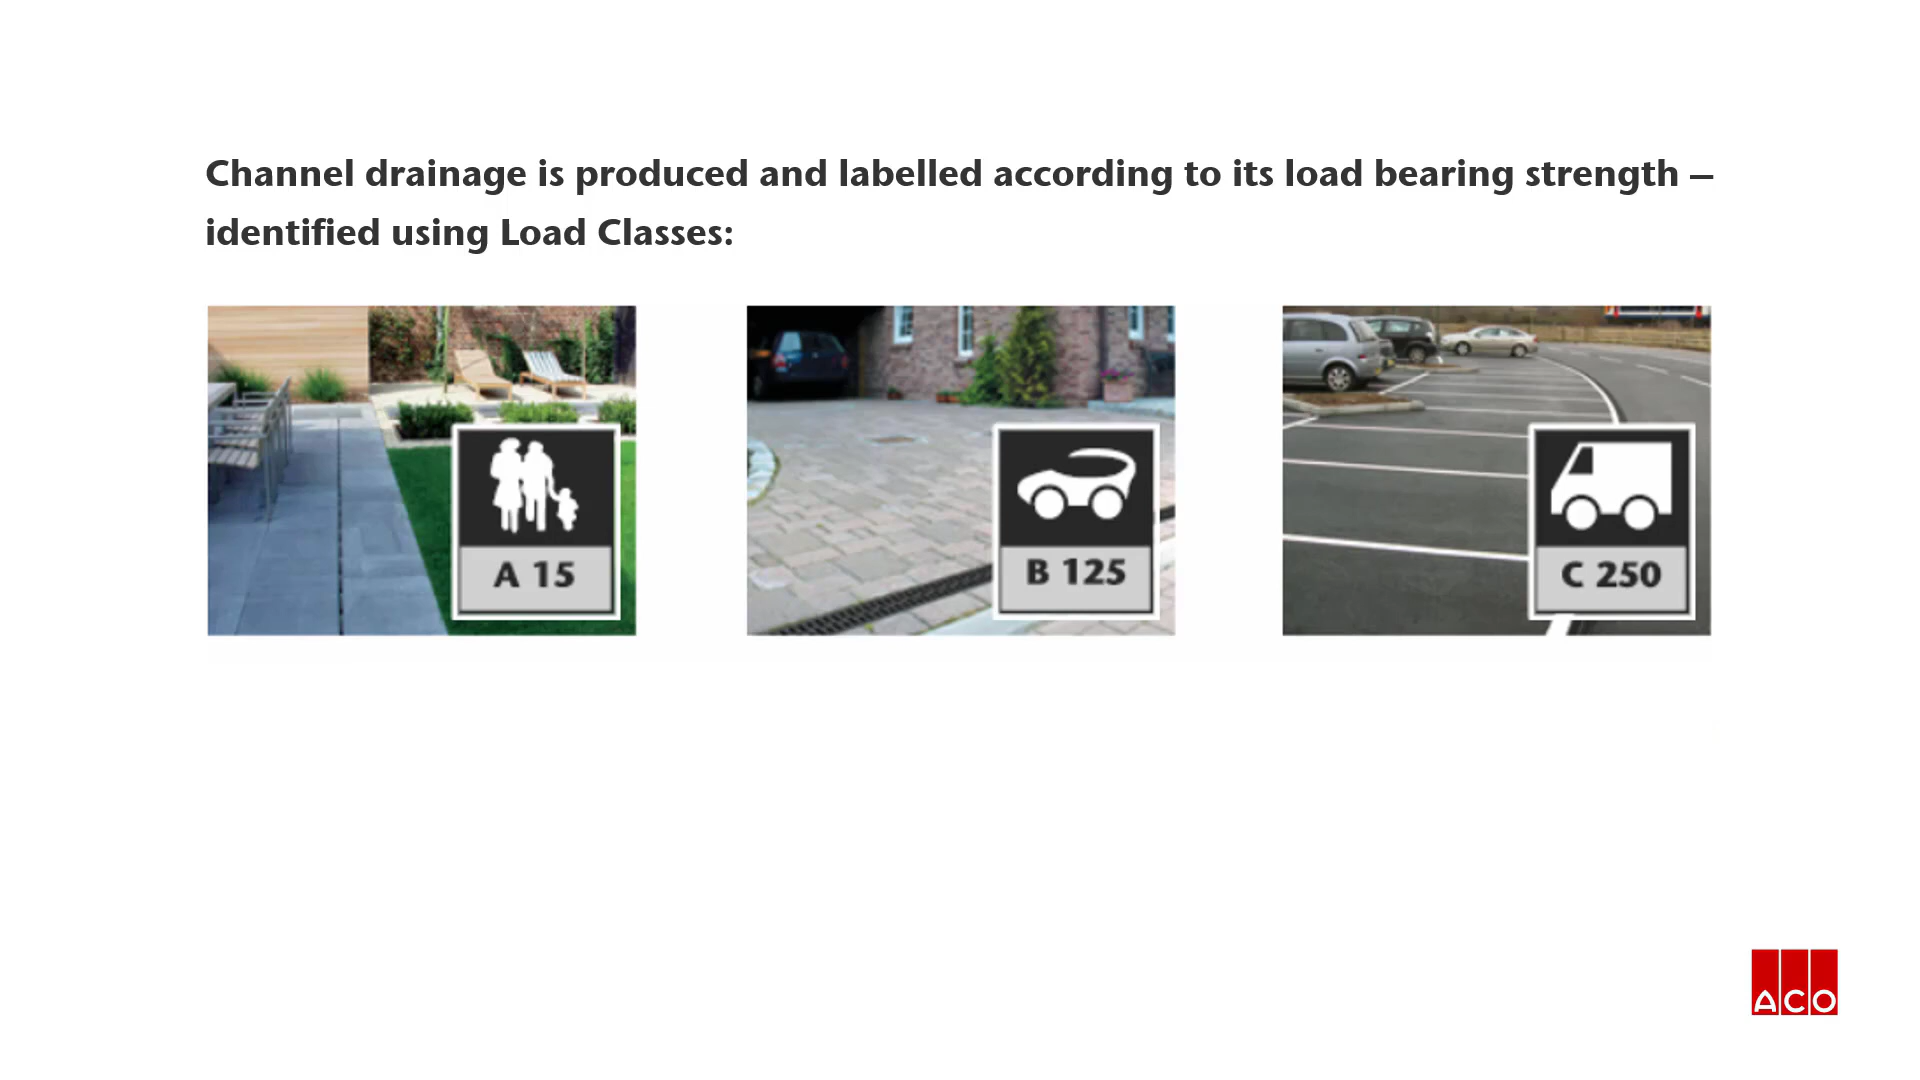 Channel drainage is produced and labelled according to its load bearing strength –
identified using Load Classes:
A 15
B 125
C 250
ACO